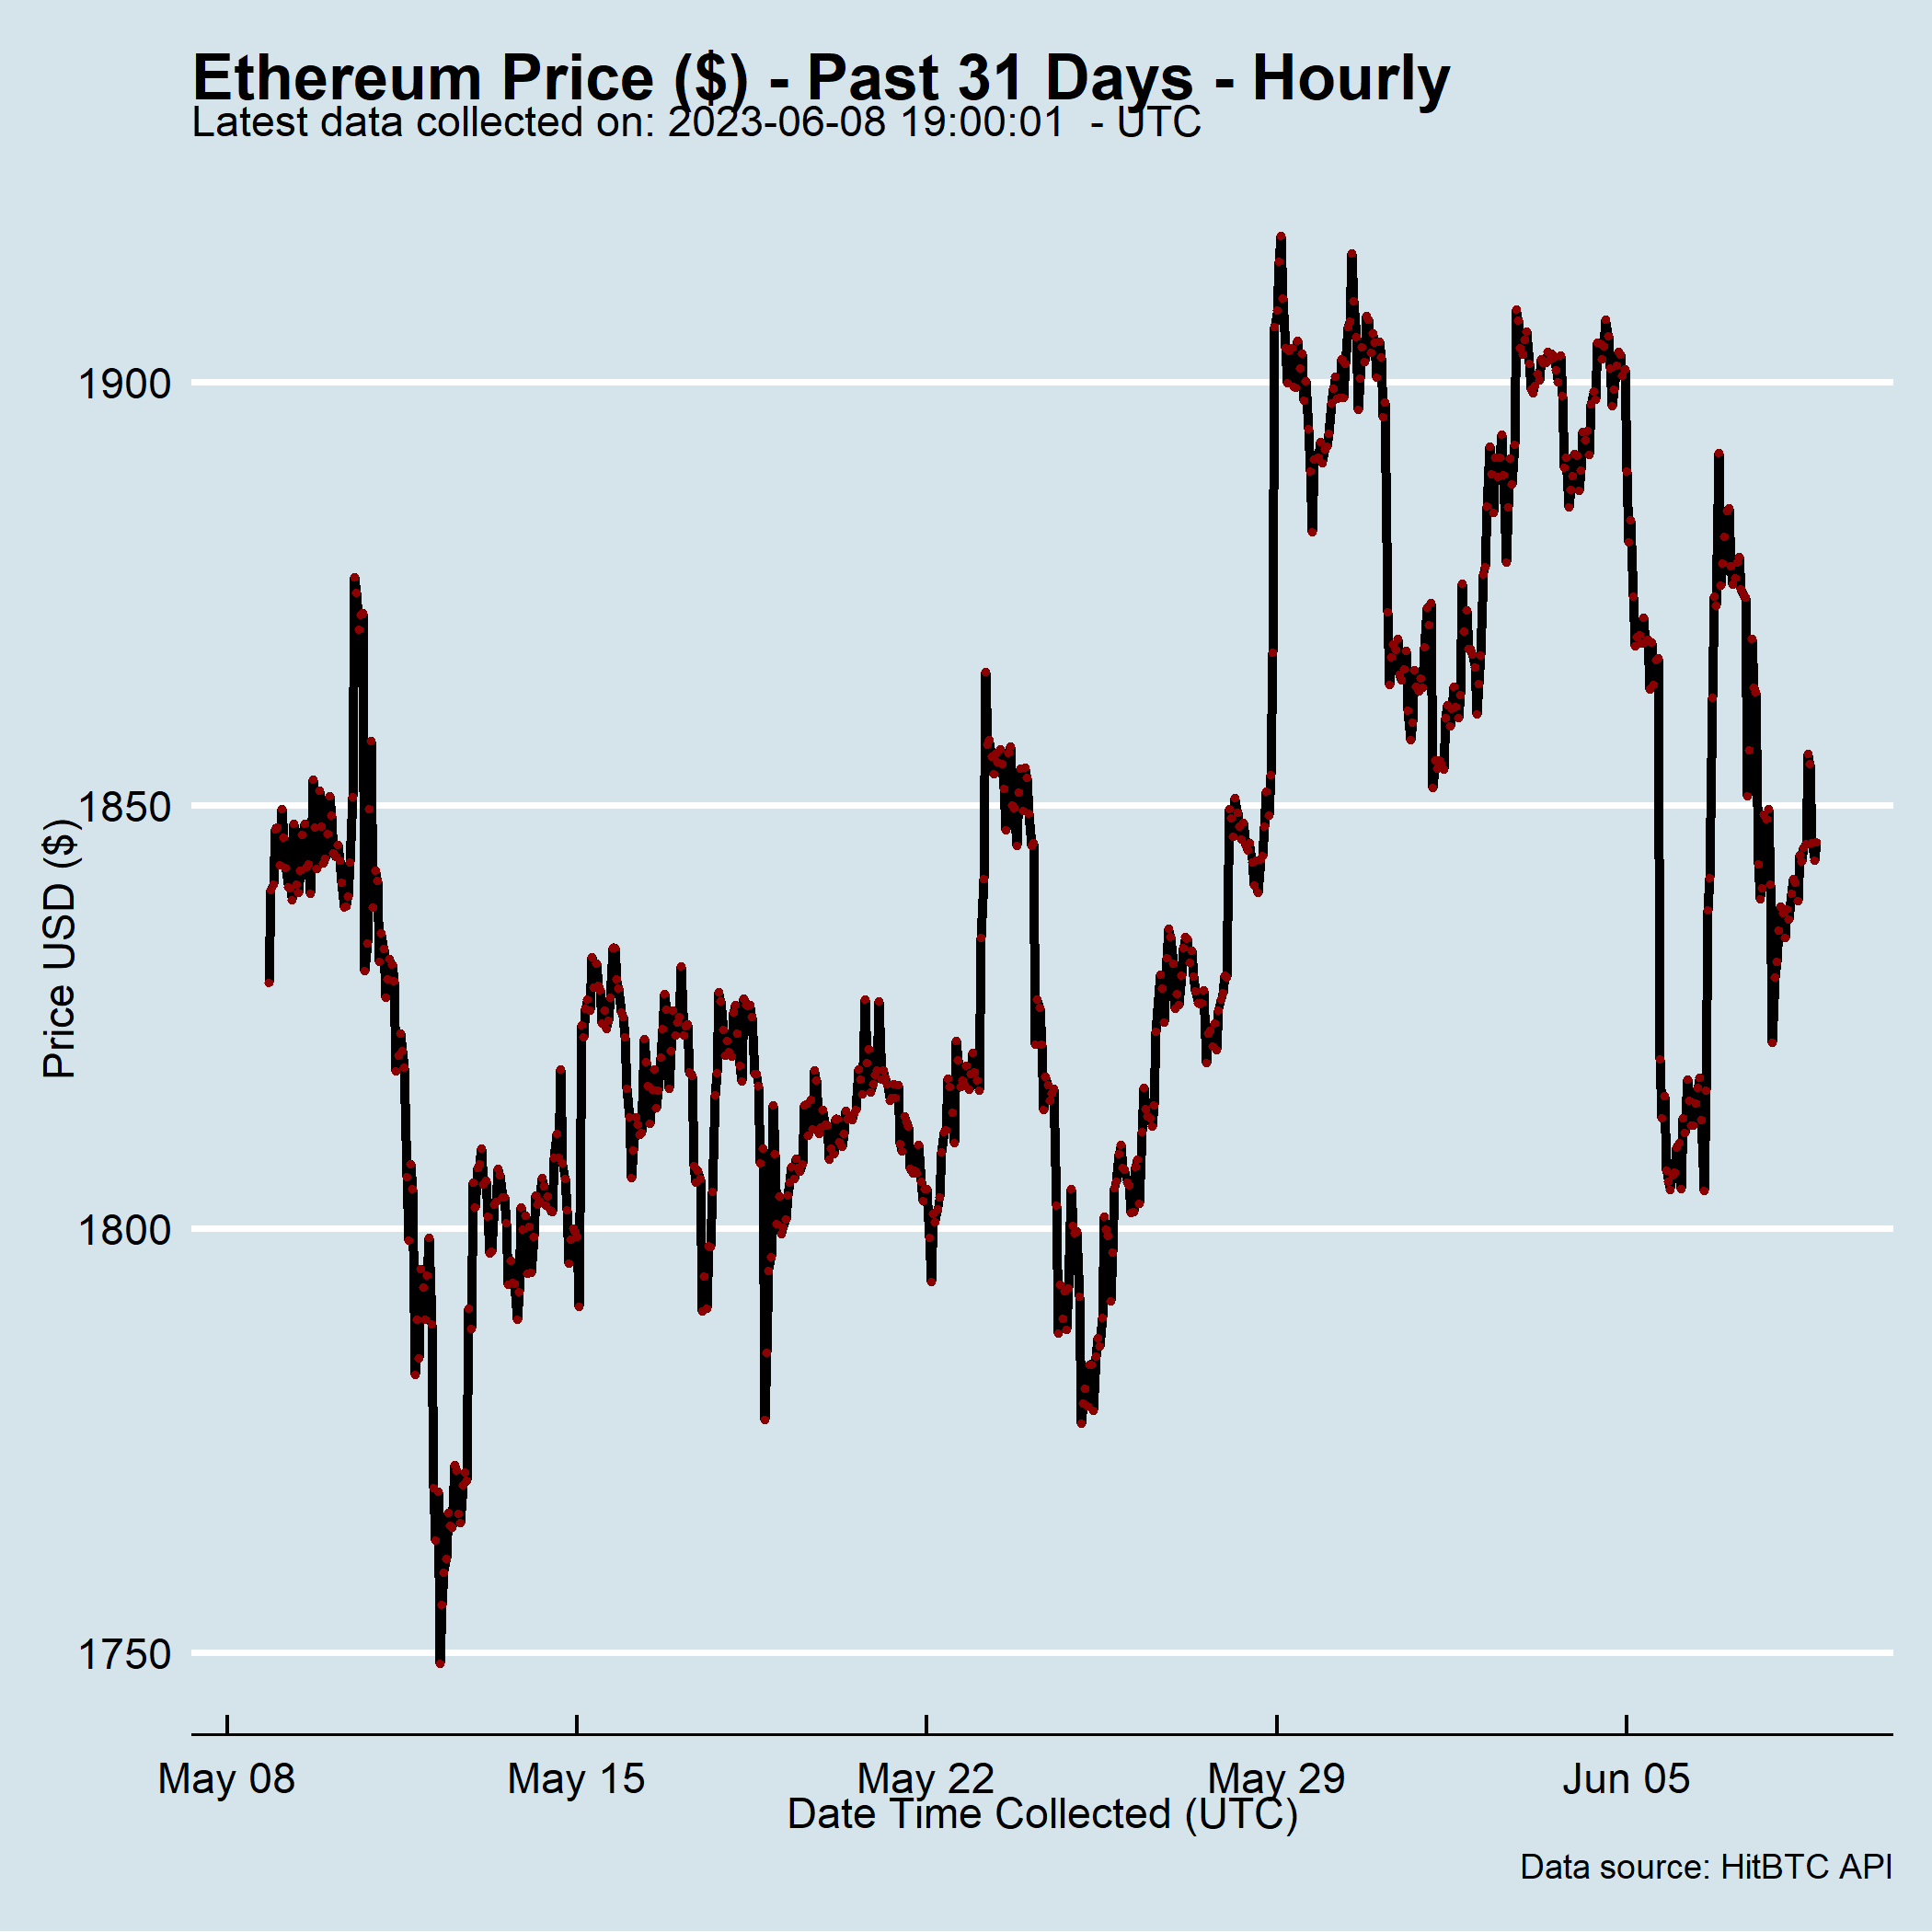 Ethereum Price ($) - Past 31 Days - Hourly
Latest data collected on: 2023-06-08 19:00:01  - UTC
1900
1850
1800
1750
Price USD ($)
May 08
May 15
May 22
May 29
Jun 05
Date Time Collected (UTC)
Data source: HitBTC API